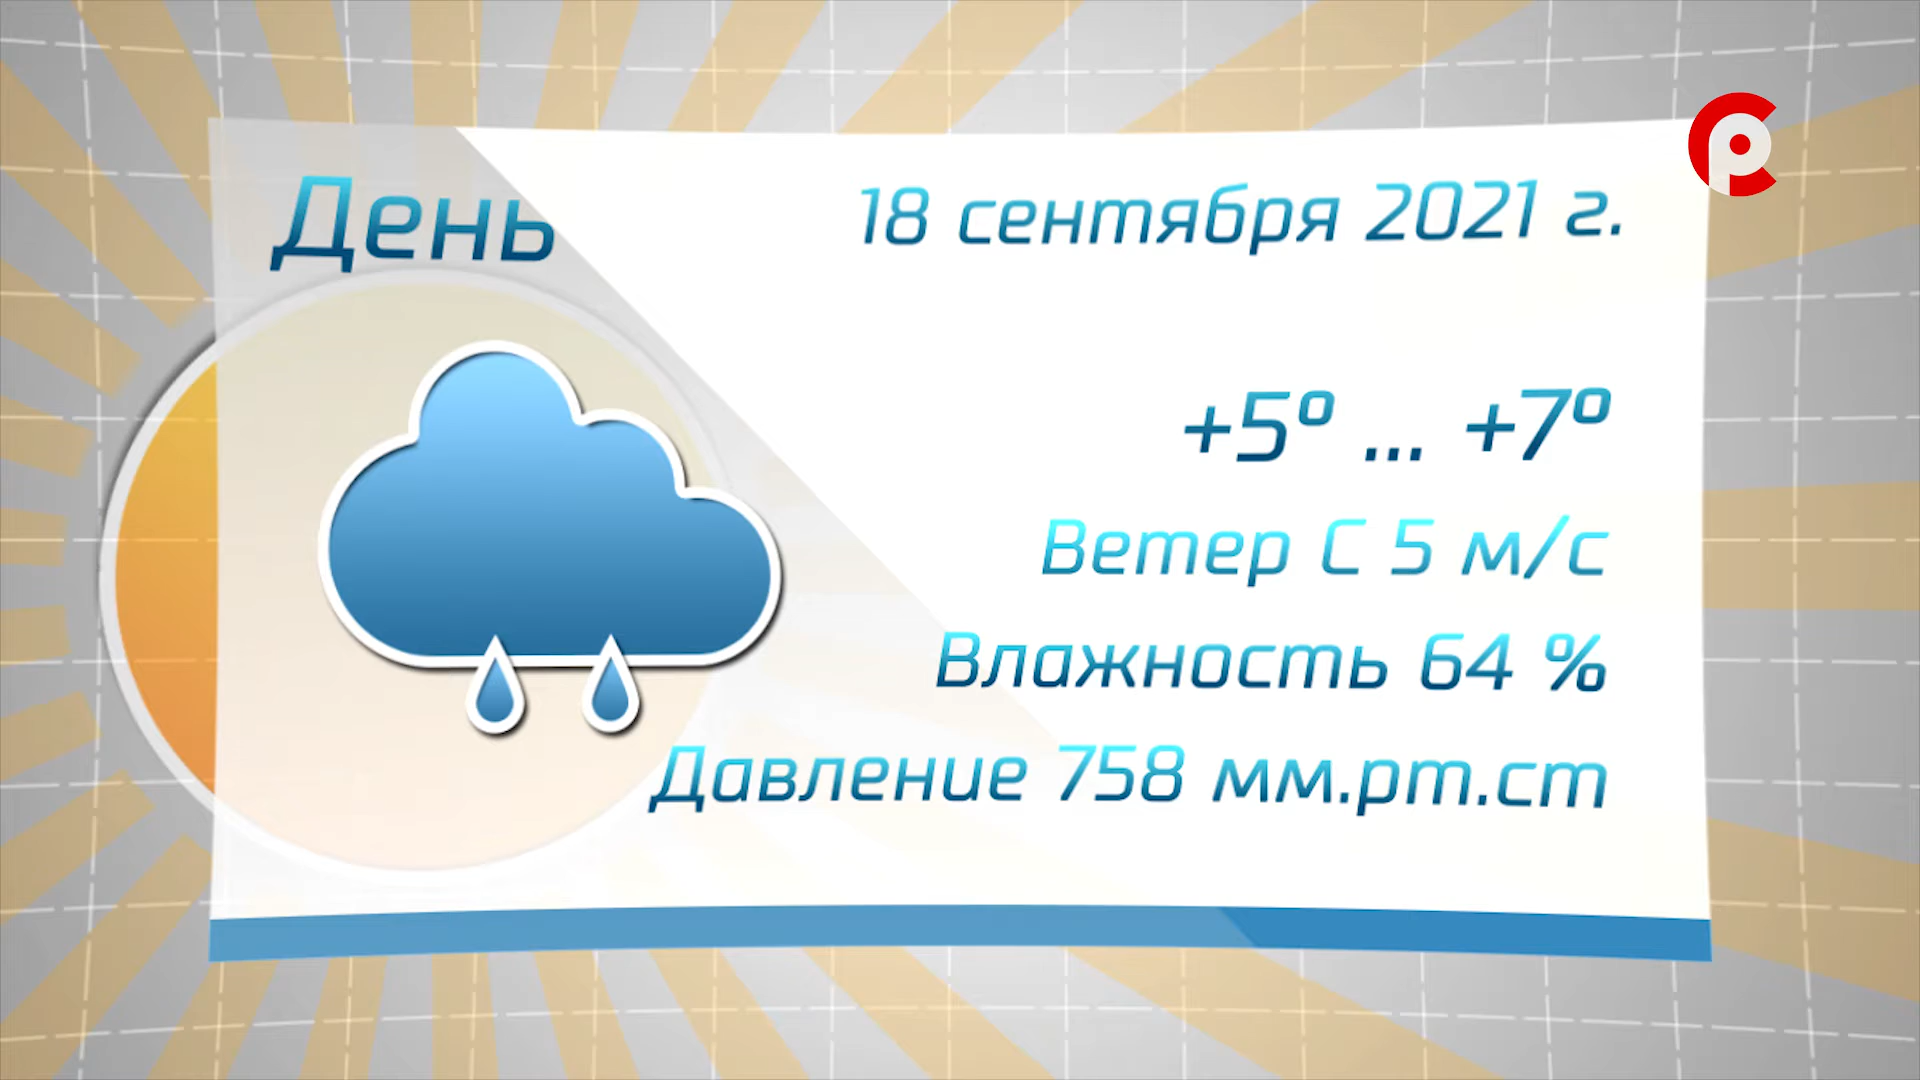 День
18 сентября 2021 г.
+5° ... +7°
Ветер С 5 м/с
Влажность 64 %
Давление 758 мм.рт.ст